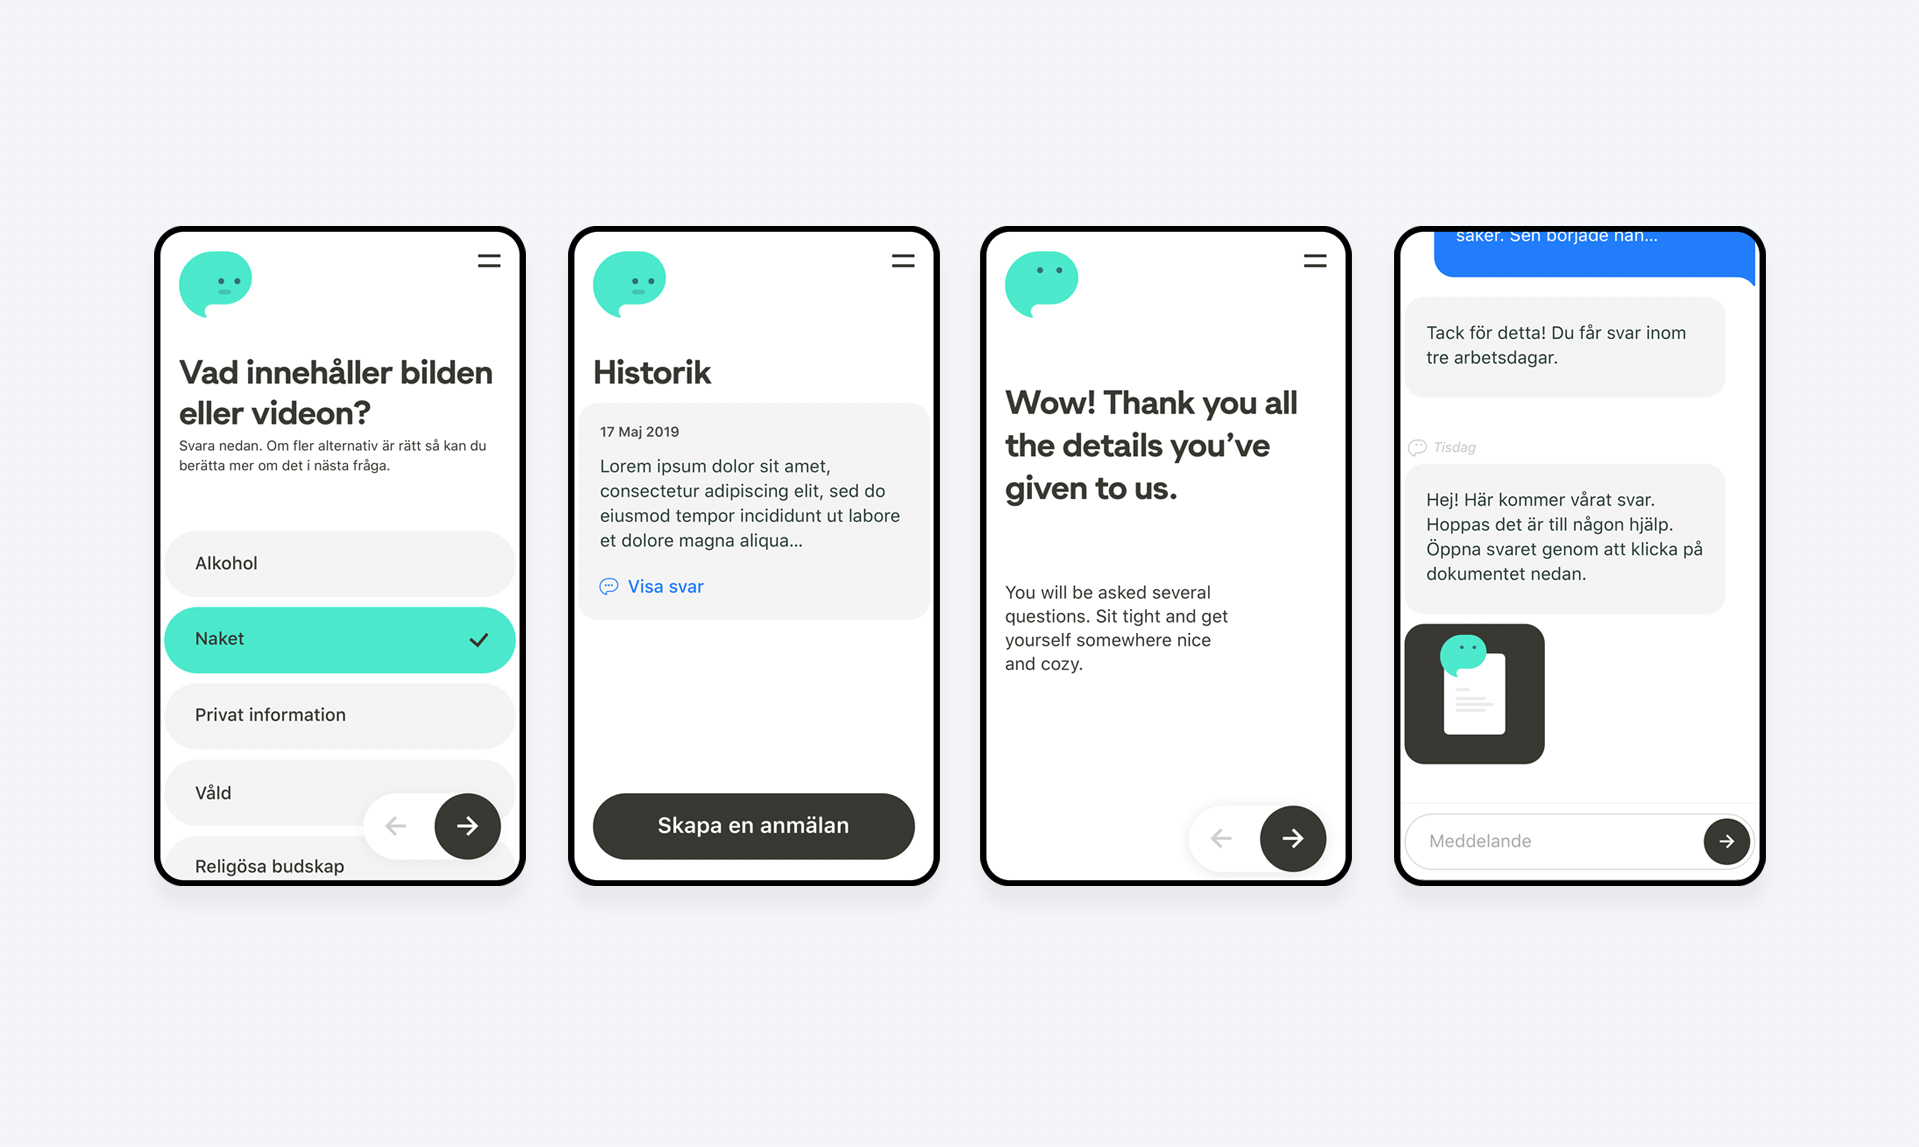 Vad innehåller bilden
eller videon?
Svara nedan. Om fler alternativ är rätt så kan du
berätta mer om det i nästa fråga.
Alkohol
Naket
Privat information
Våld
Religösa budskap
Historik
17 Maj 2019
Lorem ipsum dolor sit amet,
consectetur adipiscing elit, sed do
eiusmod tempor incididunt ut labore
et dolore magna aliqua...
Visa svar
Skapa en anmälan
Wow! Thank you all
the details you’ve
given to us.
You will be asked several
questions. Sit tight and get
yourself somewhere nice
and cozy.
saker. Sen började han...
Tack för detta! Du får svar inom
tre arbetsdagar.
Tisdag
Hej! Här kommer vårat svar.
Hoppas det är till någon hjälp.
Öppna svaret genom att klicka på
dokumentet nedan.
Meddelande